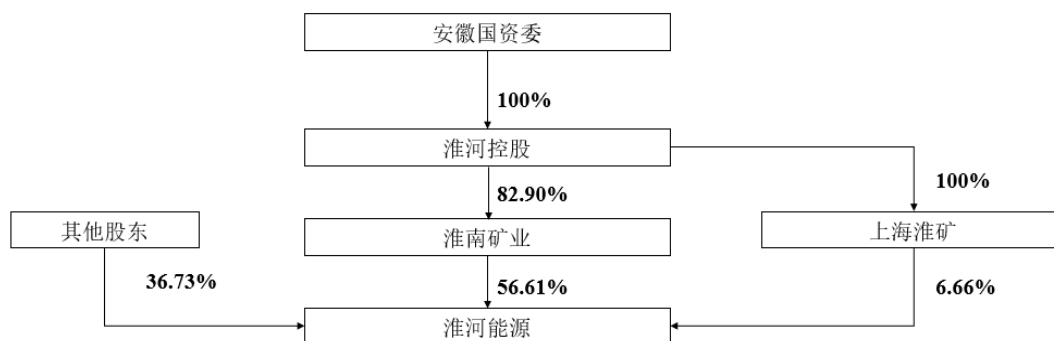 安徽国资委
100%
淮河控股
82.90%
100%
其他股东
淮南矿业
上海淮矿
36.73%
56.61%
6.66%
淮河能源